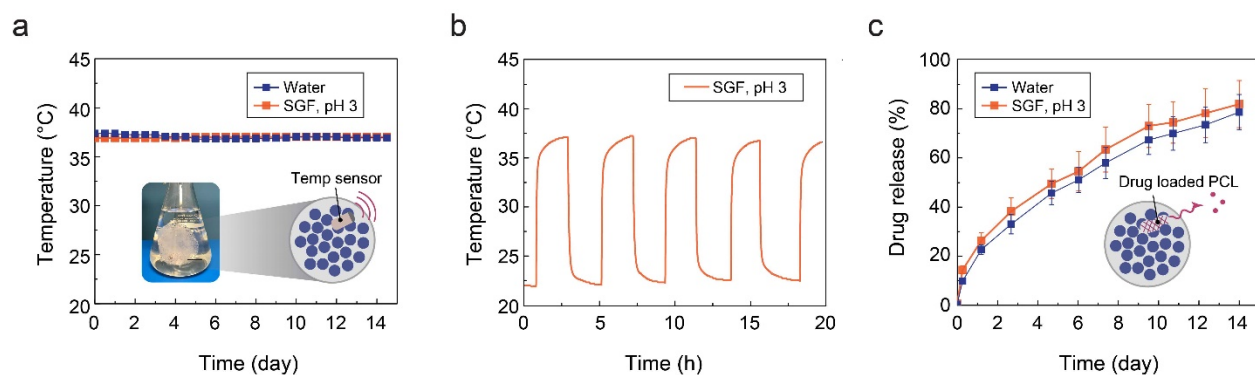 a
45
40
35
30
25
20
Temperature (°C)
Water
SGF, pH 3
Temp sensor
0 2 4 6 8 10 12 14
Time (day)
b
45
40
35
30
25
20
Temperature (°C)
SGF, pH 3
0 5 10 15 20
Time (h)
c
100
80
60
40
20
0
Drug release (%)
Water
SGF, pH 3
Drug loaded PCL
0 2 4 6 8 10 12 14
Time (day)